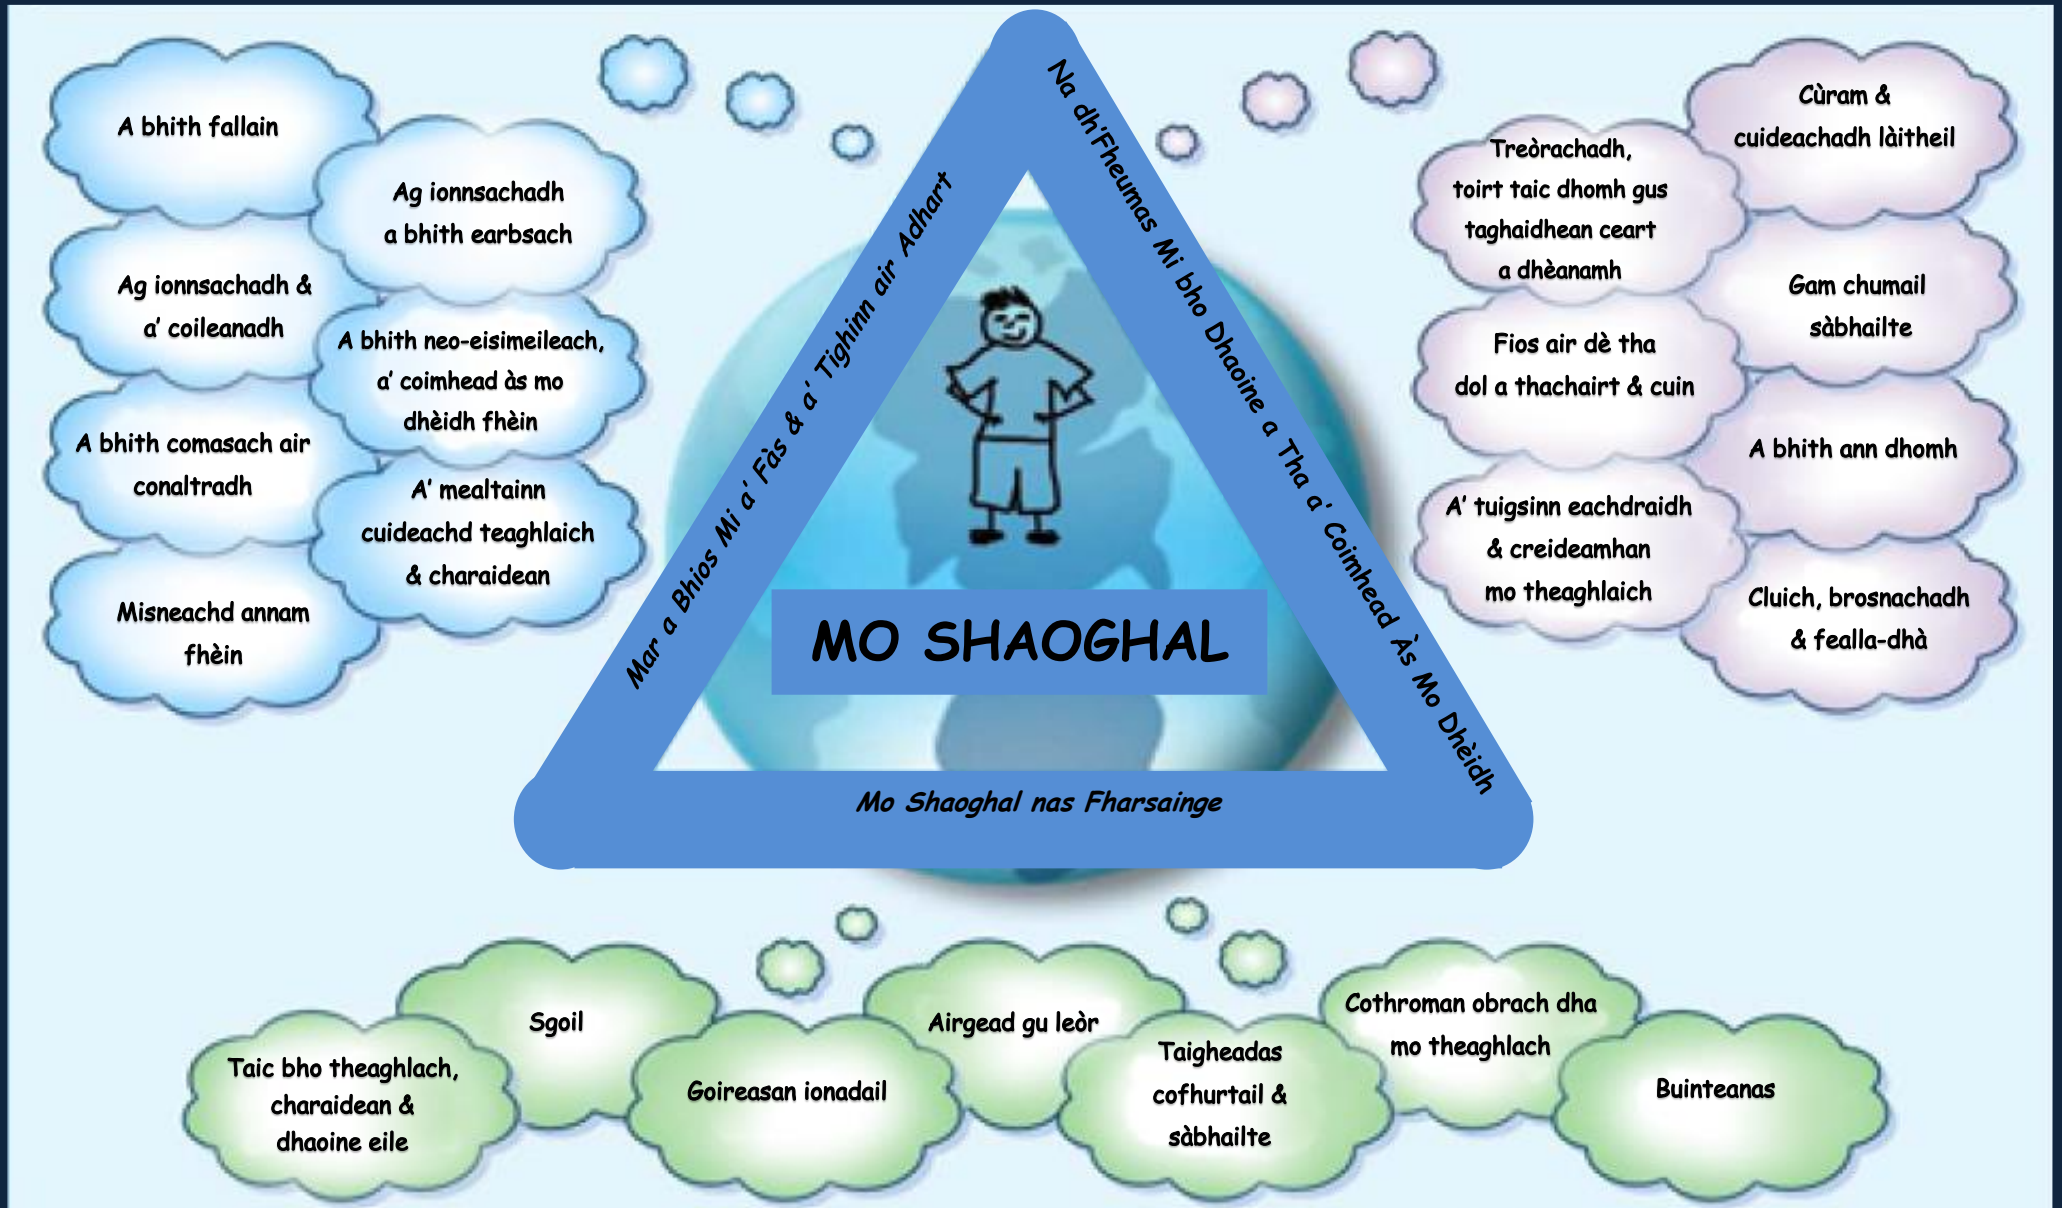 A bhith fallain
Ag ionnsachadh
a bhith earbsach
Ag ionnsachadh &
a' coileanadh
A bhith neo-eisimeileach,
a' coimhead às mo
dhèidh fhèin
A bhith comasach air
conaltradh
A' mealtainn
cuideachd teaghlaich
& charaidean
Misneachd annam
fhèin
Mar a Bhios Mi a' Fàs & a' Tighinn air Adhart
Na dh'Fheumas Mi bho Dhaoine a Tha a' Coimhead Às Mo Dhèidh
MO SHAOGHAL
Mo Shaoghal nas Fharsainge
Cùram &
cuideachadh làitheil
Treòrachadh,
toirt taic dhomh gus
taghaidhean ceart
a dhèanamh
Gam chumail
sàbhailte
Fios air dè tha
dol a thachairt & cuin
A bhith ann dhomh
A' tuigsinn eachdraidh
& creideamhan
mo theaghlaich
Cluich, brosnachadh
& fealla-dhà
Taic bho theaghlach,
charaidean &
dhaoine eile
Sgoil
Goireasan ionadail
Airgead gu leòr
Taigheadas
cofhurtail &
sàbhailte
Cothroman obrach dha
mo theaghlach
Buinteanas